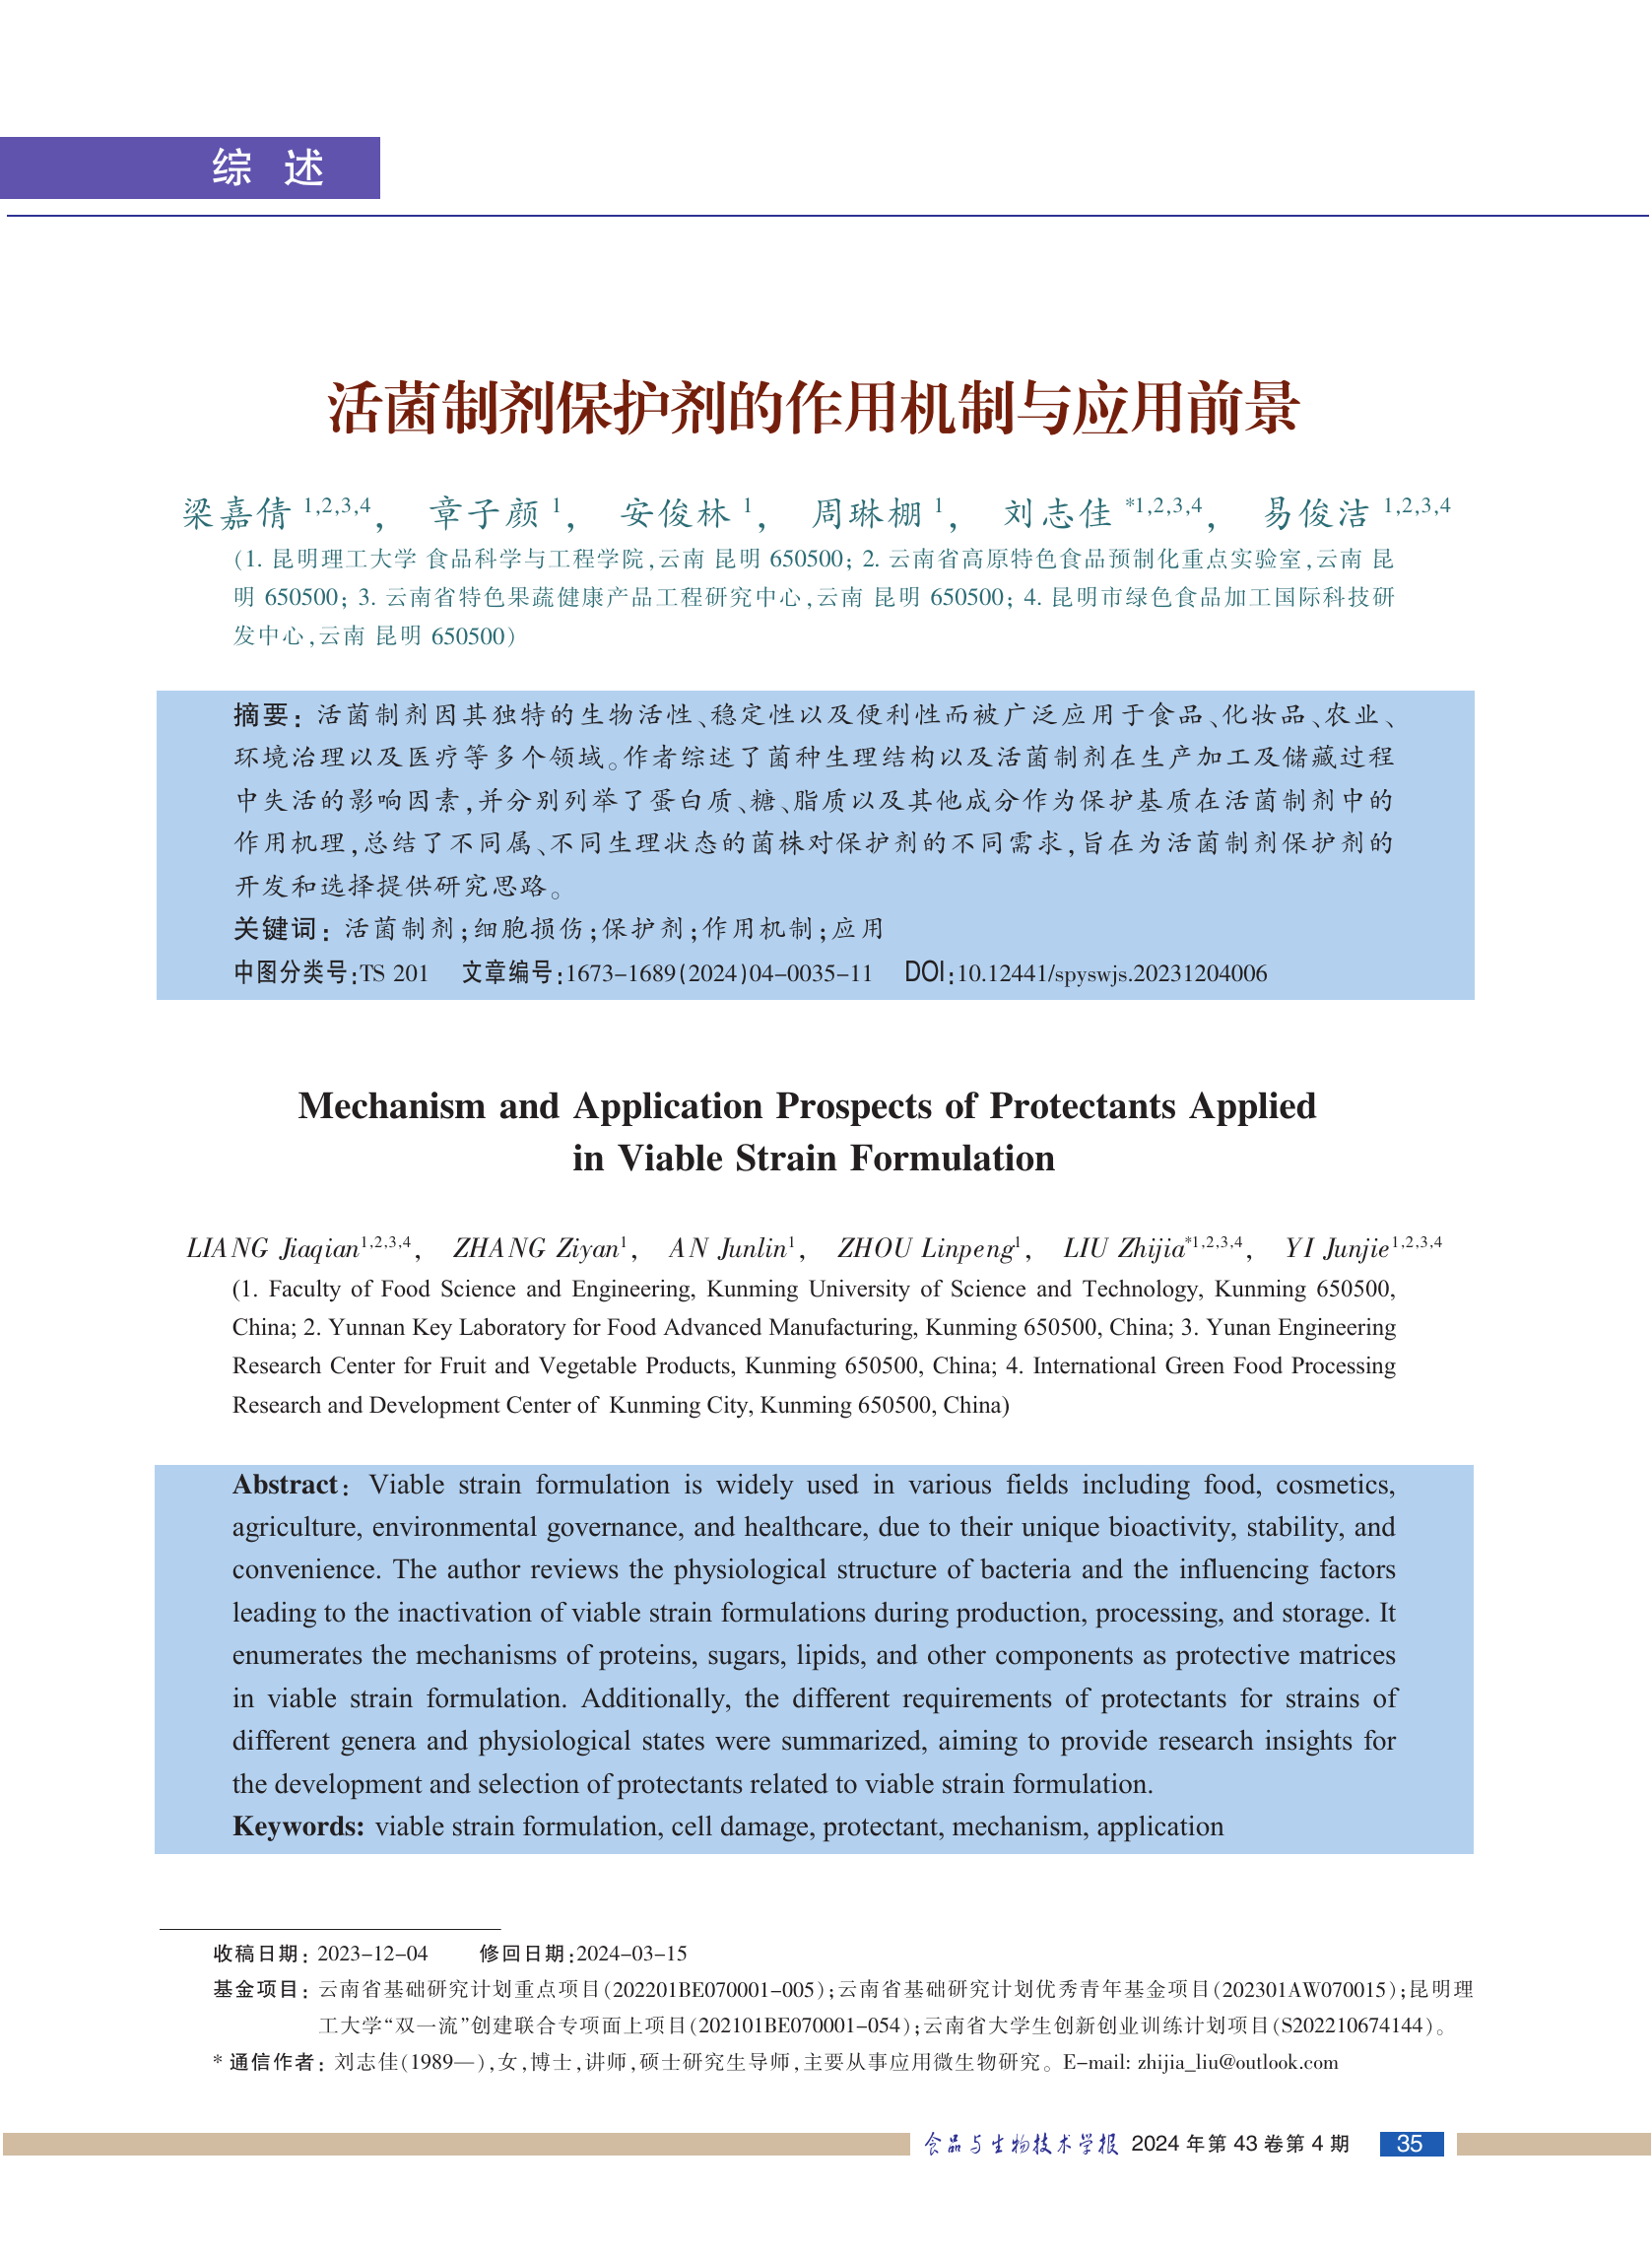 综 述
活菌制剂保护剂的作用机制与应用前景
梁嘉倩 1,2,3,4， 章子颜 1， 安俊林 1， 周琳棚 1， 刘志佳 *1,2,3,4， 易俊洁 1,2,3,4
(1. 昆明理工大学 食品科学与工程学院,云南 昆明 650500; 2. 云南省高原特色食品预制化重点实验室,云南 昆
明 650500; 3. 云南省特色果蔬健康产品工程研究中心,云南 昆明 650500; 4. 昆明市绿色食品加工国际科技研
发中心,云南 昆明 650500)
摘要: 活菌制剂因其独特的生物活性、稳定性以及便利性而被广泛应用于食品、化妆品、农业、
环境治理以及医疗等多个领域。作者综述了菌种生理结构以及活菌制剂在生产加工及储藏过程
中失活的影响因素,并分别列举了蛋白质、糖、脂质以及其他成分作为保护基质在活菌制剂中的
作用机理,总结了不同属、不同生理状态的菌株对保护剂的不同需求,旨在为活菌制剂保护剂的
开发和选择提供研究思路。
关键词: 活菌制剂;细胞损伤;保护剂;作用机制;应用
中图分类号:TS 201 文章编号:1673-1689(2024)04-0035-11 DOI:10.12441/spyswjs.20231204006
Mechanism and Application Prospects of Protectants Applied
in Viable Strain Formulation
LIANG Jiaqian1,2,3,4, ZHANG Ziyan1, AN Junlin1, ZHOU Linpeng1, LIU Zhijia*1,2,3,4, YI Junjie1,2,3,4
(1. Faculty of Food Science and Engineering, Kunming University of Science and Technology, Kunming 650500,
China; 2. Yunnan Key Laboratory for Food Advanced Manufacturing, Kunming 650500, China; 3. Yunan Engineering
Research Center for Fruit and Vegetable Products, Kunming 650500, China; 4. International Green Food Processing
Research and Development Center of Kunming City, Kunming 650500, China)
Abstract: Viable strain formulation is widely used in various fields including food, cosmetics,
agriculture, environmental governance, and healthcare, due to their unique bioactivity, stability, and
convenience. The author reviews the physiological structure of bacteria and the influencing factors
leading to the inactivation of viable strain formulations during production, processing, and storage. It
enumerates the mechanisms of proteins, sugars, lipids, and other components as protective matrices
in viable strain formulation. Additionally, the different requirements of protectants for strains of
different genera and physiological states were summarized, aiming to provide research insights for
the development and selection of protectants related to viable strain formulation.
Keywords: viable strain formulation, cell damage, protectant, mechanism, application
收稿日期: 2023-12-04 修回日期:2024-03-15
基金项目: 云南省基础研究计划重点项目(202201BE070001-005);云南省基础研究计划优秀青年基金项目(202301AW070015);昆明理
工大学“双一流”创建联合专项面上项目(202101BE070001-054);云南省大学生创新创业训练计划项目(S202210674144)。
* 通信作者: 刘志佳(1989—),女,博士,讲师,硕士研究生导师,主要从事应用微生物研究。E-mail: zhijia_liu@outlook.com
食品与生物技术学报 2024 年第 43 卷第 4 期 35